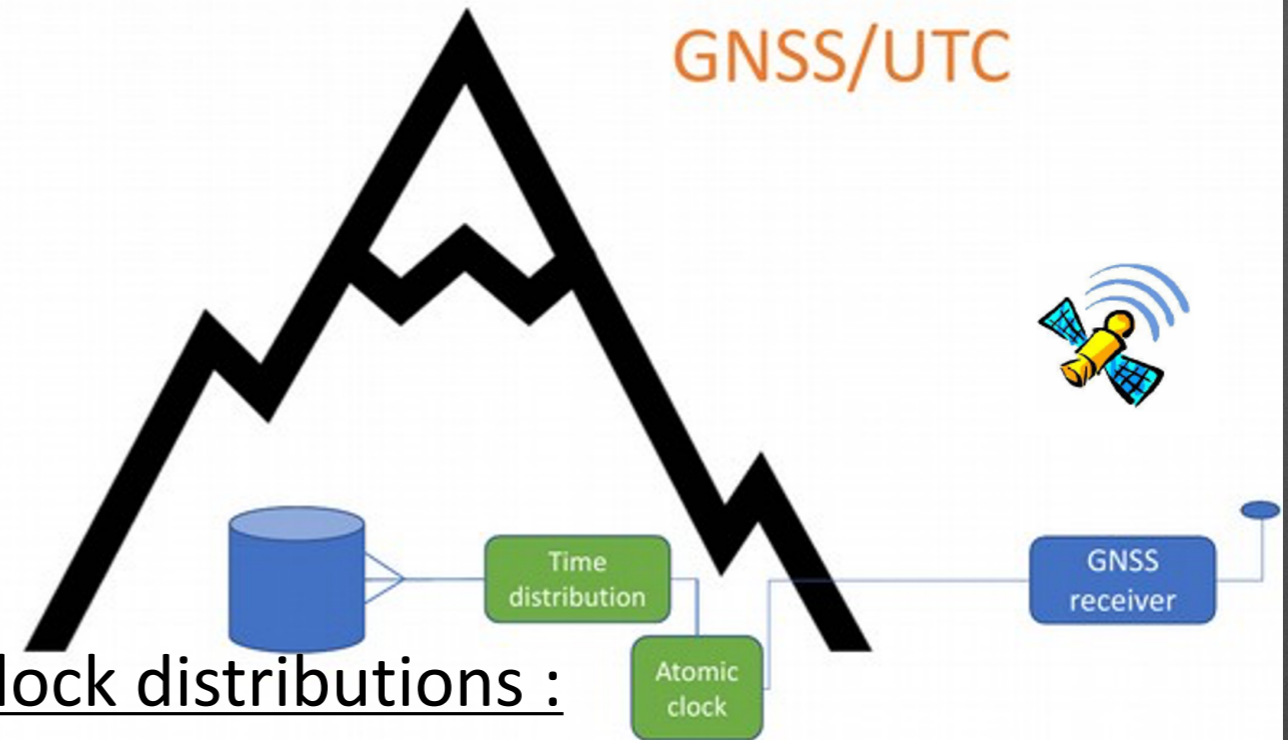 GNSS/UTC
Time
distribution
GNSS
receiver
Atomic
clock
lock distributions :